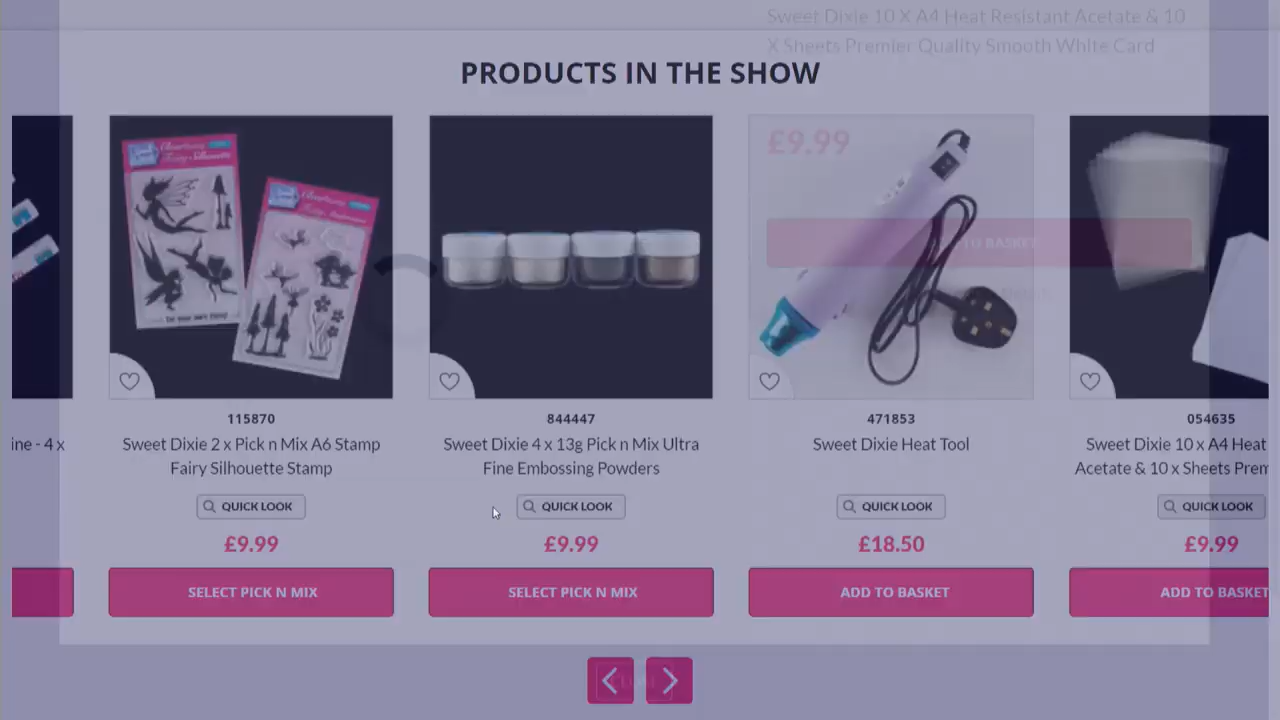 Sweet Dixie 10 X A4 Heat Resistant Acetate & 10
X Sheets Premier Quality Smooth White Card
PRODUCTS IN THE SHOW
£9.99
TO BASKET
115870
844447
471853
054635
ine - 4 x
Sweet Dixie 2 x Pick n Mix A6 Stamp
Fairy Silhouette Stamp
Sweet Dixie 4 x 13g Pick n Mix Ultra
Fine Embossing Powders
Sweet Dixie Heat Tool
Sweet Dixie 10 x A4 Heat
Acetate & 10 x Sheets Prem
QUICK LOOK
QUICK LOOK
QUICK LOOK
QUICK LOOK
£9.99
£9.99
£18.50
£9.99
SELECT PICK N MIX
SELECT PICK N MIX
ADD TO BASKET
ADD TO BASKET